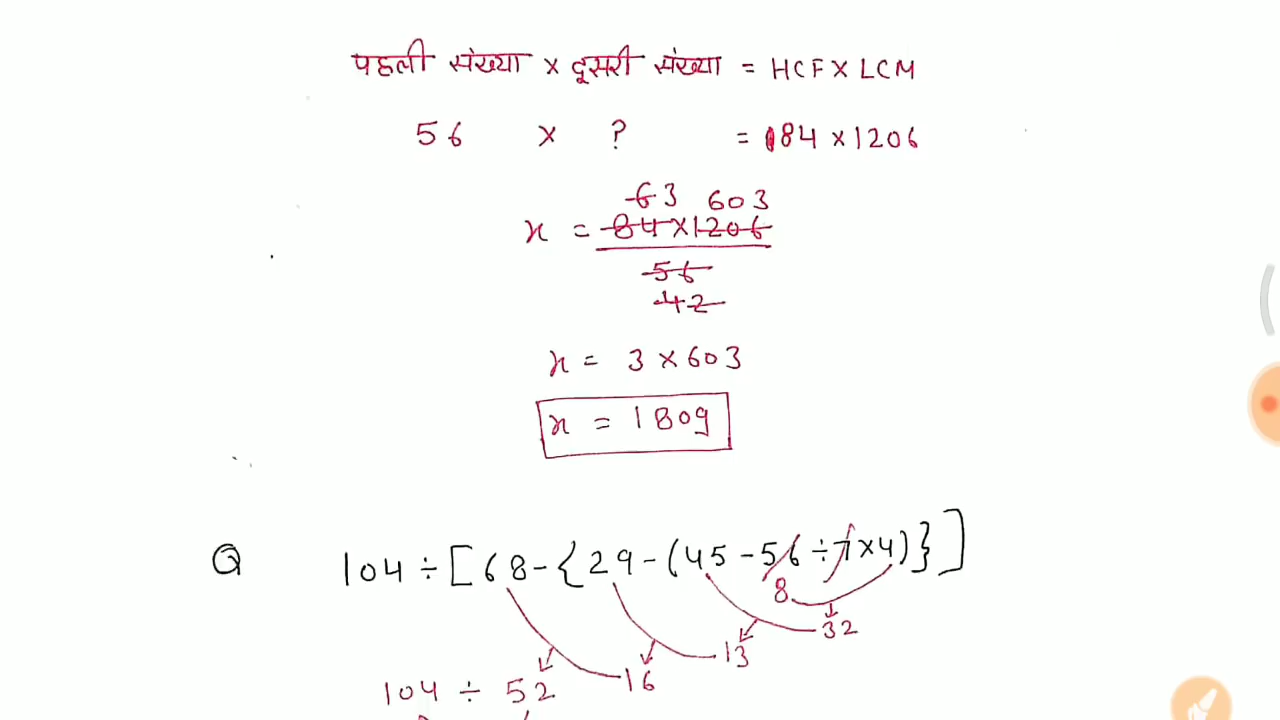 पहली संख्या × दूसरी संख्या = HCF × LCM
56 × ? = 184 × 1206
63 603
x = 84×1206
56
42
x = 3 × 603
x = 1809
Q 104 ÷ [68 - {29 - (45 - 56 ÷ 7 × 4)}]
8
32
13
16
104 ÷ 52